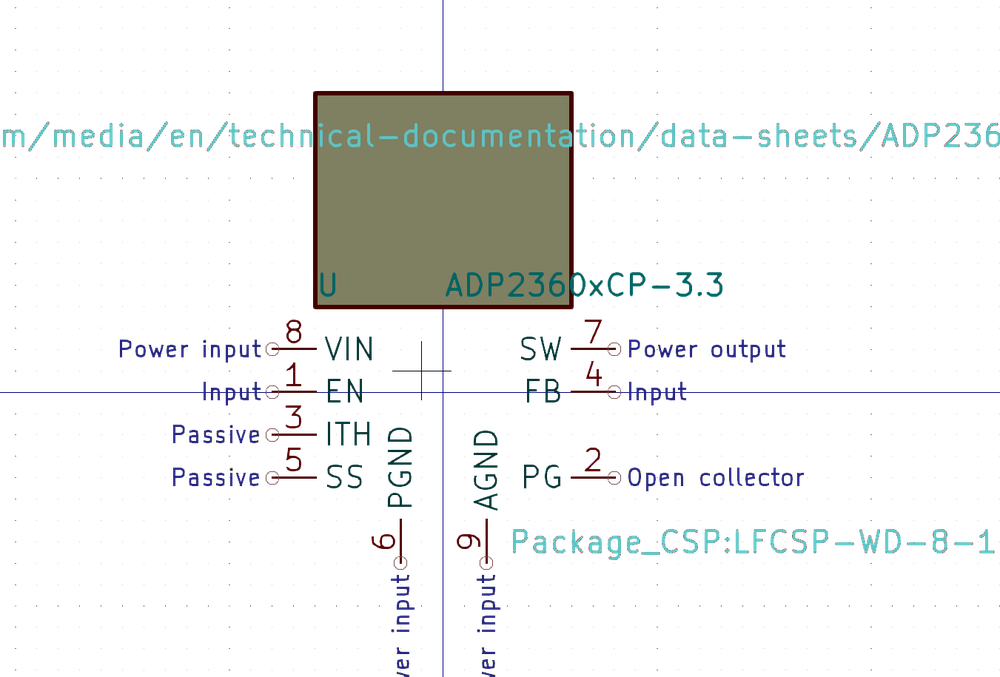 m/media/en/technical-documentation/data-sheets/ADP236
U ADP2360xCP-3.3
Power input 8 VIN SW 7 Power output
Input 1 EN FB 4 Input
Passive 3 ITH
Passive 5 SS PG 2 Open collector
PGND
AGND
6
9
Package_CSP:LFCSP-WD-8-1
wer input
wer input